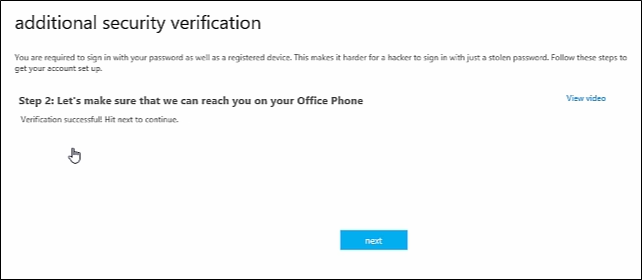 additional security verification
You are required to sign in with your password as well as a registered device. This makes it harder for a hacker to sign in with just a stolen password. Follow these steps to
get your account set up.
Step 2: Let's make sure that we can reach you on your Office Phone
View video
Verification successful! Hit next to continue.
next